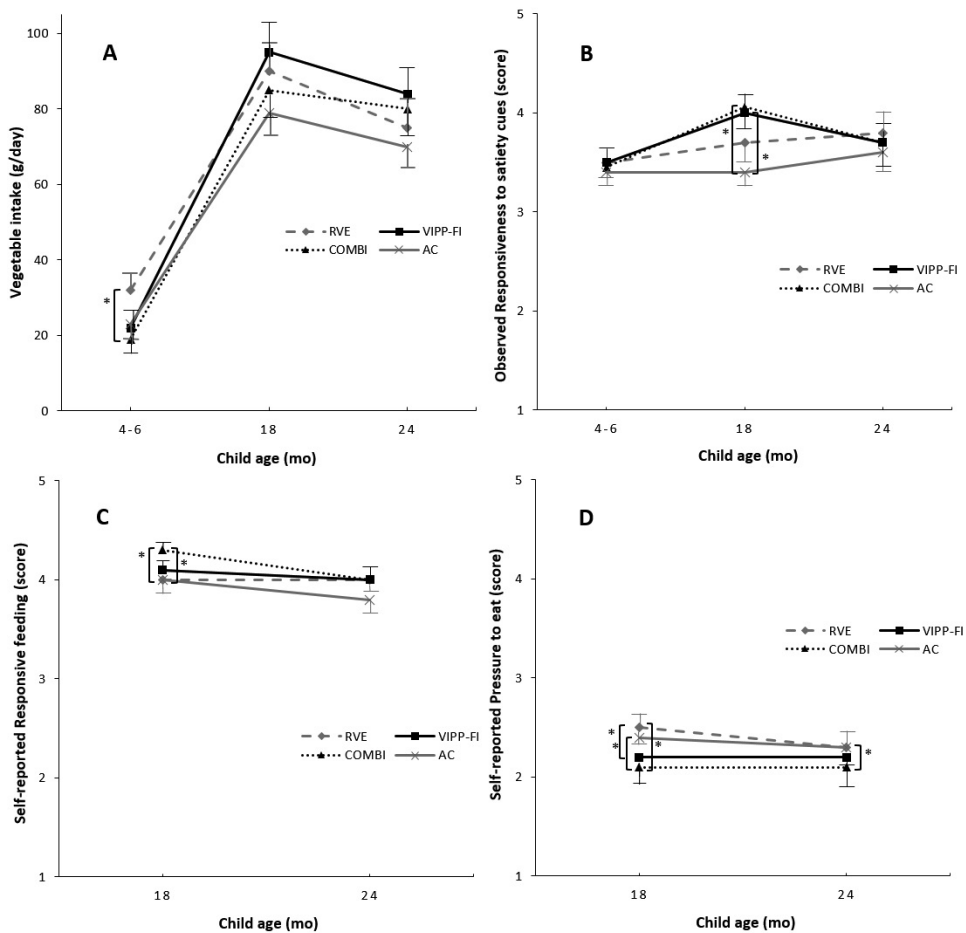 A
Vegetable intake (g/day)
100
80
60
40
20
0
*
RVE VIPP-FI
COMBI AC
4-6 18 24
Child age (mo)
B
Observed Responsiveness to satiety cues (score)
5
4
3
2
1
*
*
RVE VIPP-FI
COMBI AC
4-6 18 24
Child age (mo)
C
Self-reported Responsive feeding (score)
5
4
3
2
1
* *
RVE VIPP-FI
COMBI AC
18 24
Child age (mo)
D
Self-reported Pressure to eat (score)
5
4
3
2
1
RVE VIPP-FI
COMBI AC
*
* * *
18 24
Child age (mo)